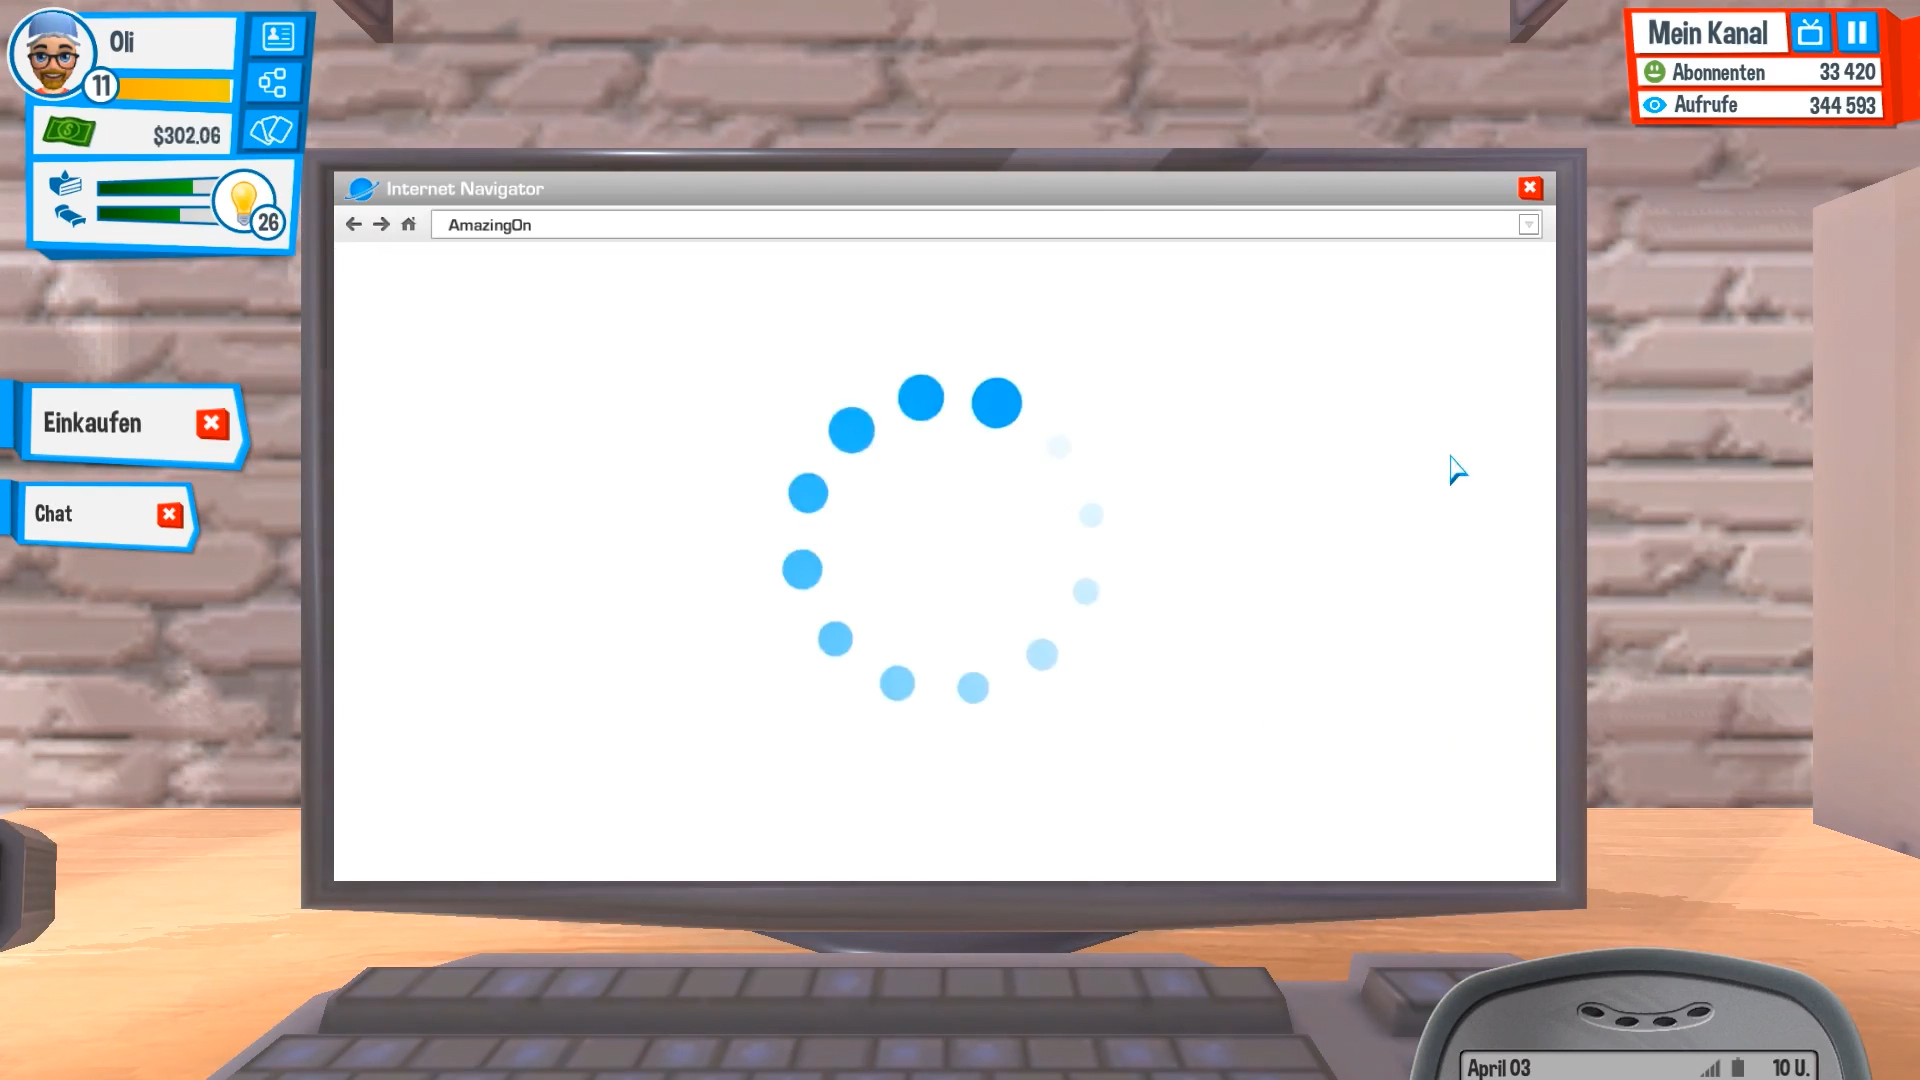 Oli
11
$302.06
26
Mein Kanal
Abonnenten 33 420
Aufrufe 344 593
Internet Navigator
AmazingOn
Einkaufen
Chat
April 03 10 U.